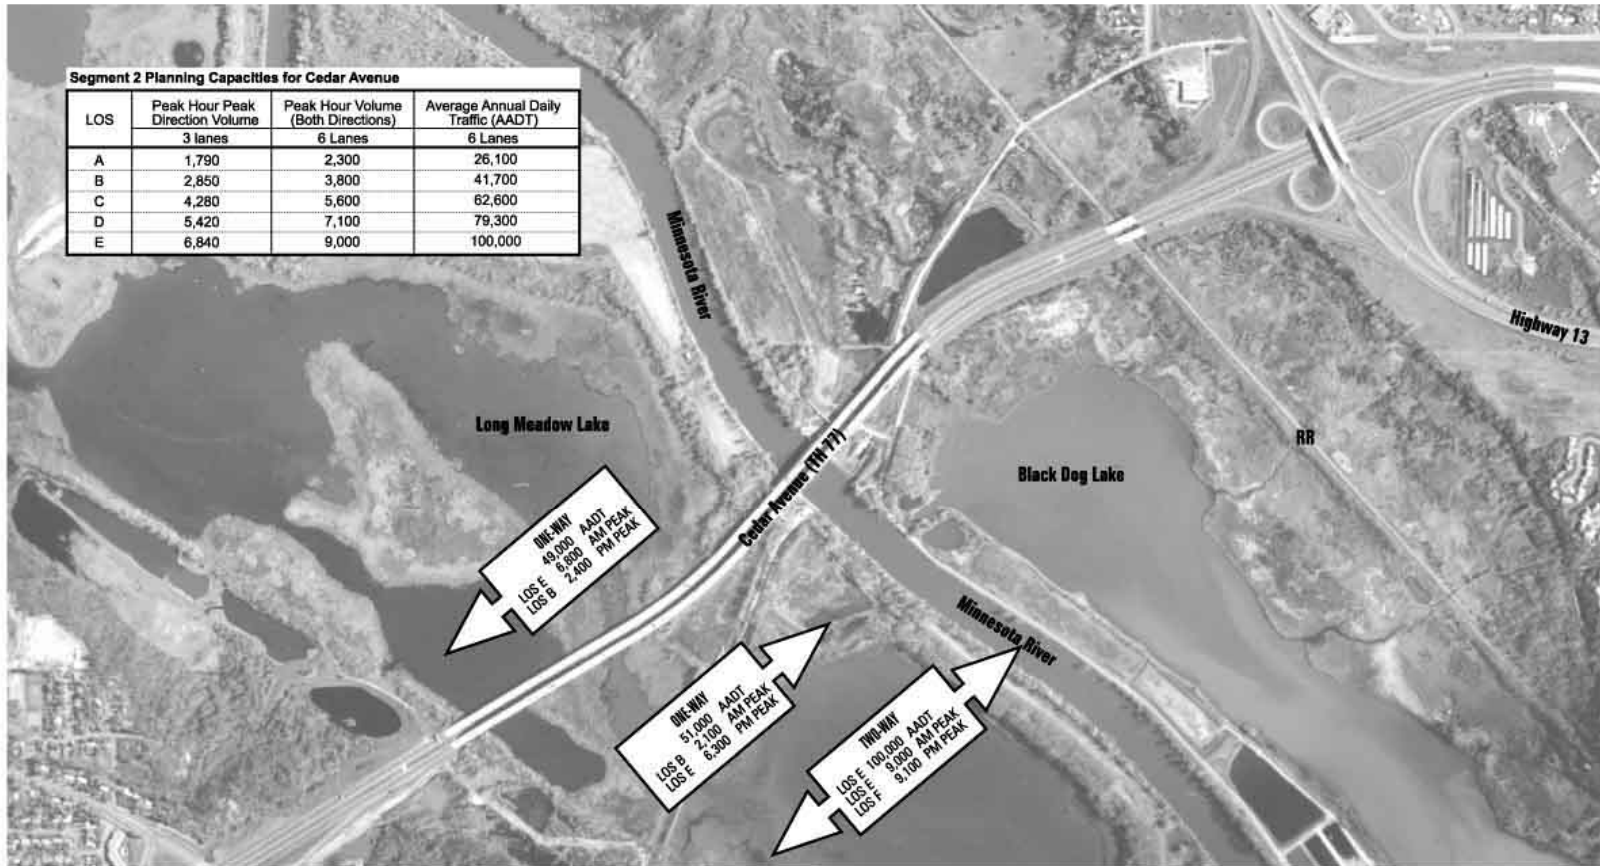 Segment 2 Planning Capacities for Cedar Avenue
LOS Peak Hour Peak Direction Volume Peak Hour Volume (Both Directions) Average Annual Daily Traffic (AADT)
3 lanes 6 Lanes 6 Lanes
A 1,790 2,300 26,100
B 2,850 3,800 41,700
C 4,280 5,600 62,600
D 5,420 7,100 79,300
E 6,840 9,000 100,000
Minnesota River
Highway 13
Long Meadow Lake
Cedar Avenue (TH 77)
Black Dog Lake
RR
ONE-WAY
49,000 AADT
LOS E 6,800 AM PEAK
LOS B 2,400 PM PEAK
Minnesota River
ONE-WAY
51,000 AADT
LOS B 2,100 AM PEAK
LOS E 6,300 PM PEAK
TWO-WAY
LOS E 100,000 AADT
LOS E 9,000 AM PEAK
LOS F 9,100 PM PEAK